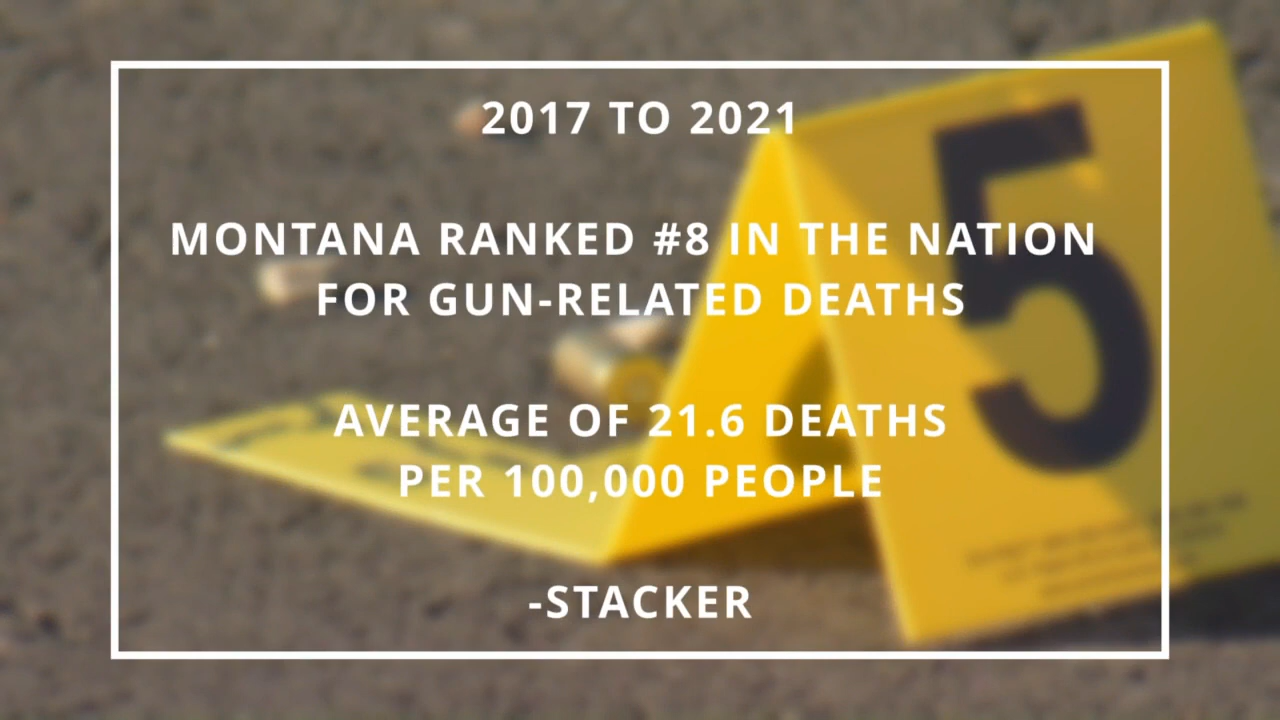 2017 TO 2021
MONTANA RANKED #8 IN THE NATION
FOR GUN-RELATED DEATHS
AVERAGE OF 21.6 DEATHS
PER 100,000 PEOPLE
-STACKER
5